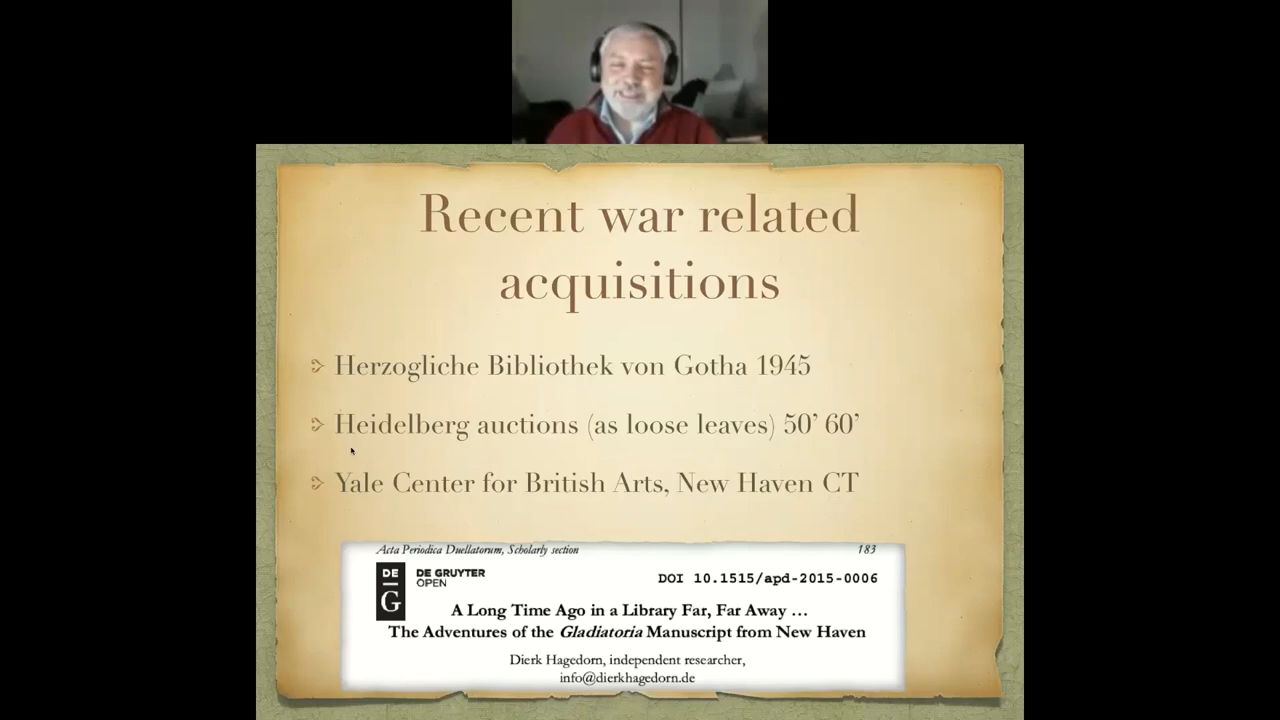 Recent war related
acquisitions
Herzogliche Bibliothek von Gotha 1945
Heidelberg auctions (as loose leaves) 50’ 60’
Yale Center for British Arts, New Haven CT
Acta Periodica Duellatorum, Scholarly section 183
DE
G
DE GRUYTER
OPEN
DOI 10.1515/apd-2015-0006
A Long Time Ago in a Library Far, Far Away …
The Adventures of the Gladiatoria Manuscript from New Haven
Dierk Hagedorn, independent researcher,
info@dierkhagedorn.de